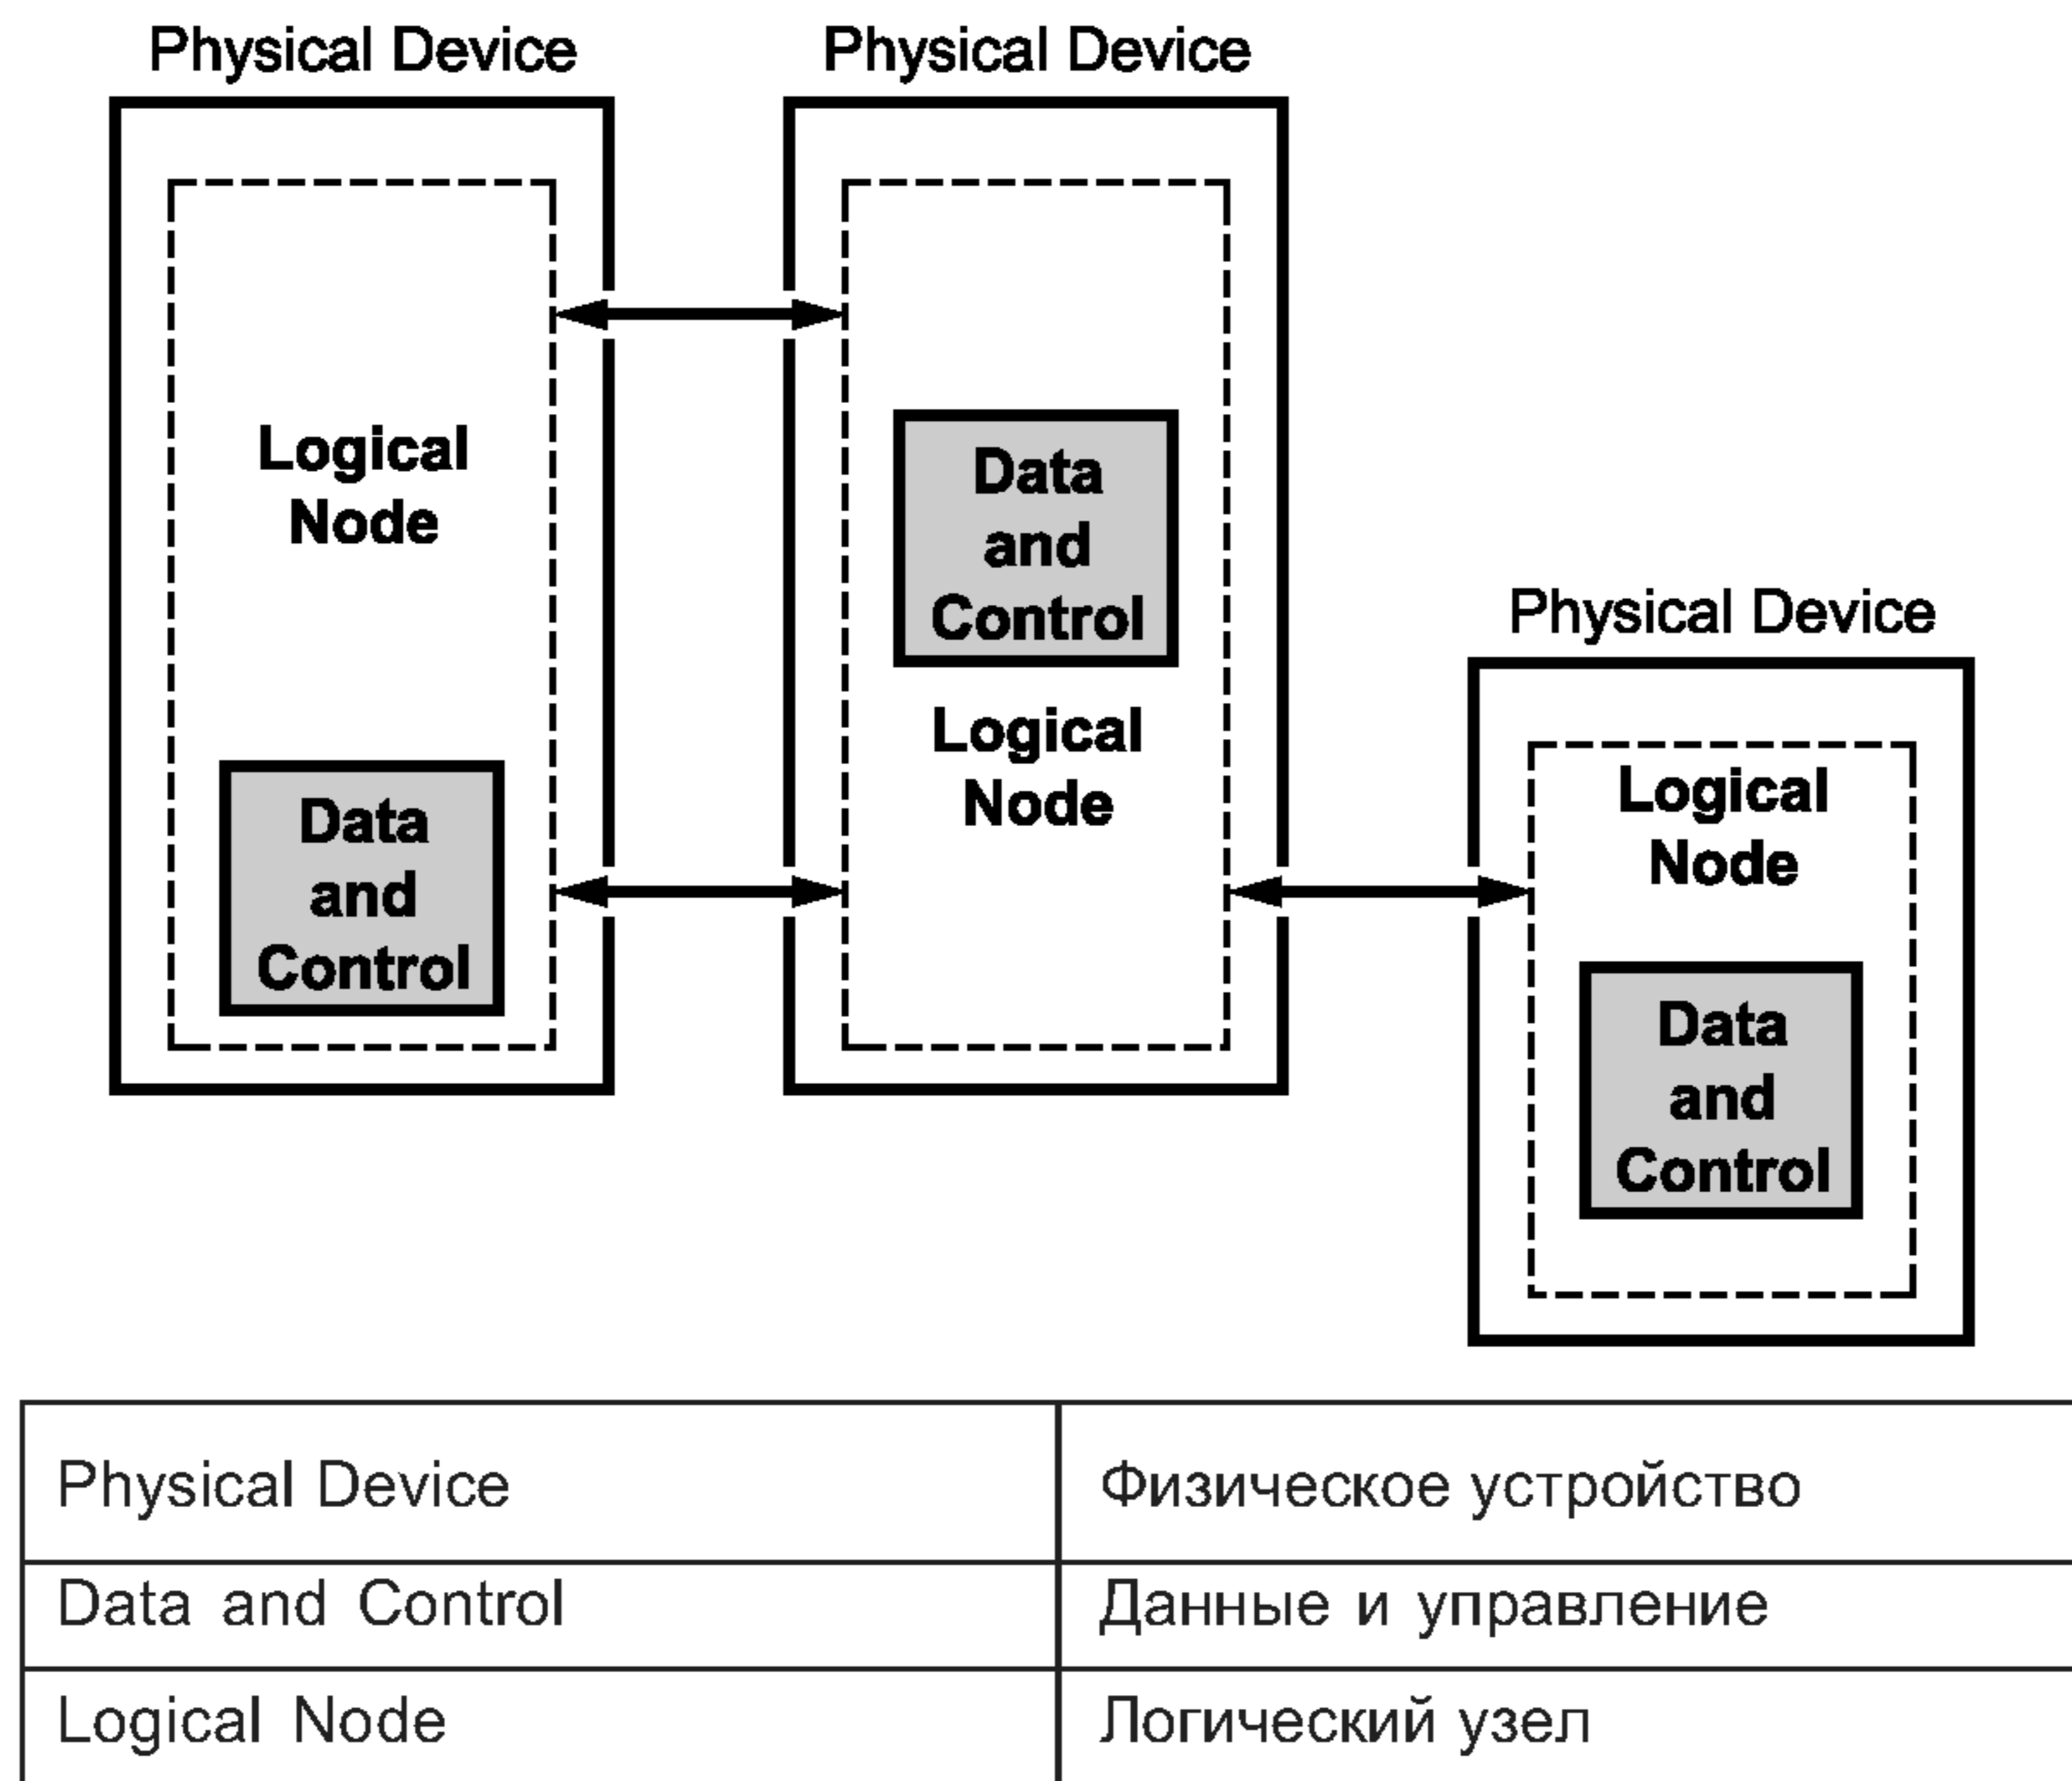 Physical Device
Physical Device
Logical
Node
Data
and
Control
Data
and
Control
Logical
Node
Physical Device
Logical
Node
Data
and
Control
Physical Device Физическое устройство
Data and Control Данные и управление
Logical Node Логический узел